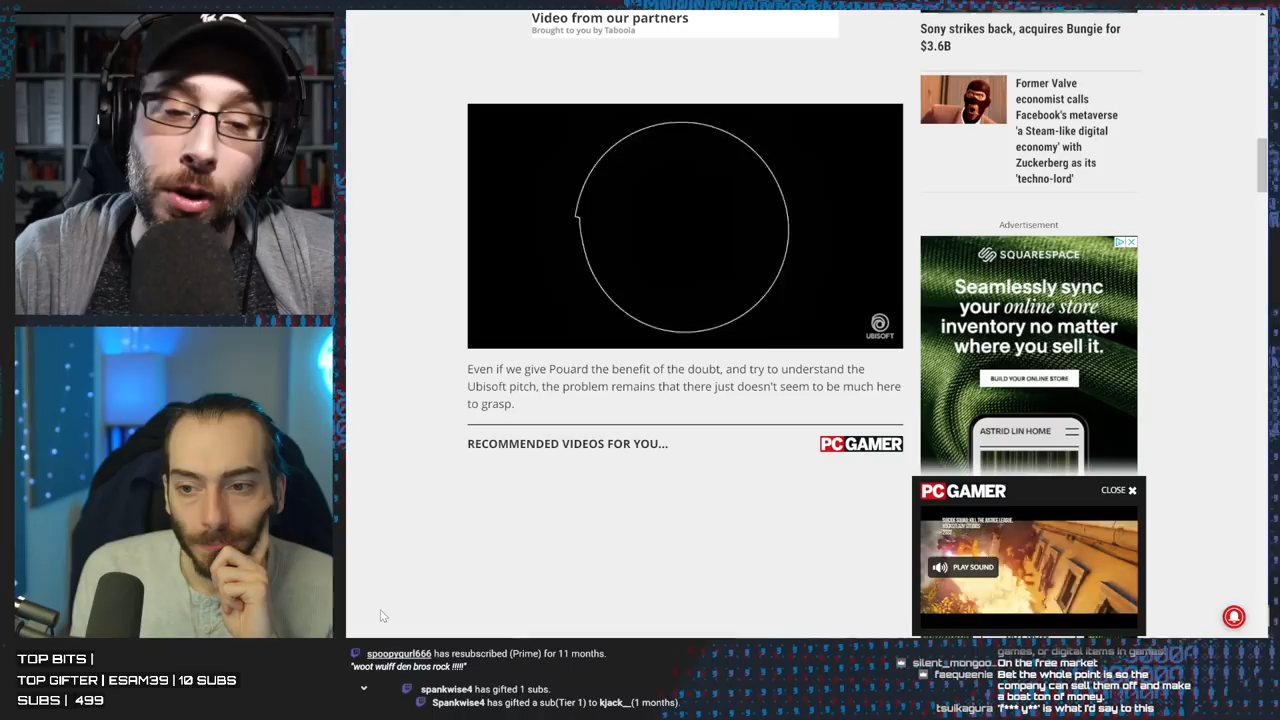 Video from our partners
Brought to you by Taboola
UBISOFT
Even if we give Pouard the benefit of the doubt, and try to understand the
Ubisoft pitch, the problem remains that there just doesn't seem to be much here
to grasp.
RECOMMENDED VIDEOS FOR YOU...
PC GAMER
Sony strikes back, acquires Bungie for
$3.6B
Former Valve
economist calls
Facebook's metaverse
'a Steam-like digital
economy' with
Zuckerberg as its
'techno-lord'
Advertisement
SQUARESPACE
Seamlessly sync
your online store
inventory no matter
where you sell it.
BUILD YOUR ONLINE STORE
ASTRID LIN HOME
PC GAMER
CLOSE ✖
PLAY SOUND
TOP BITS |
TOP GIFTER | ESAM39 | 10 SUBS
SUBS | 499
spoopygurl666 has resubscribed (Prime) for 11 months.
"woot wulff den bros rock !!!!!"
spankwise4 has gifted 1 subs.
Spankwise4 has gifted a sub(Tier 1) to kjack__(1 months).
games, or digital items in games
silent_mongoo... On the free market
faequeenie Bet the whole point is so the
company can sell them off and make
a boat ton of money.
tsuikagura 'f*** y**' is what I'd say to this